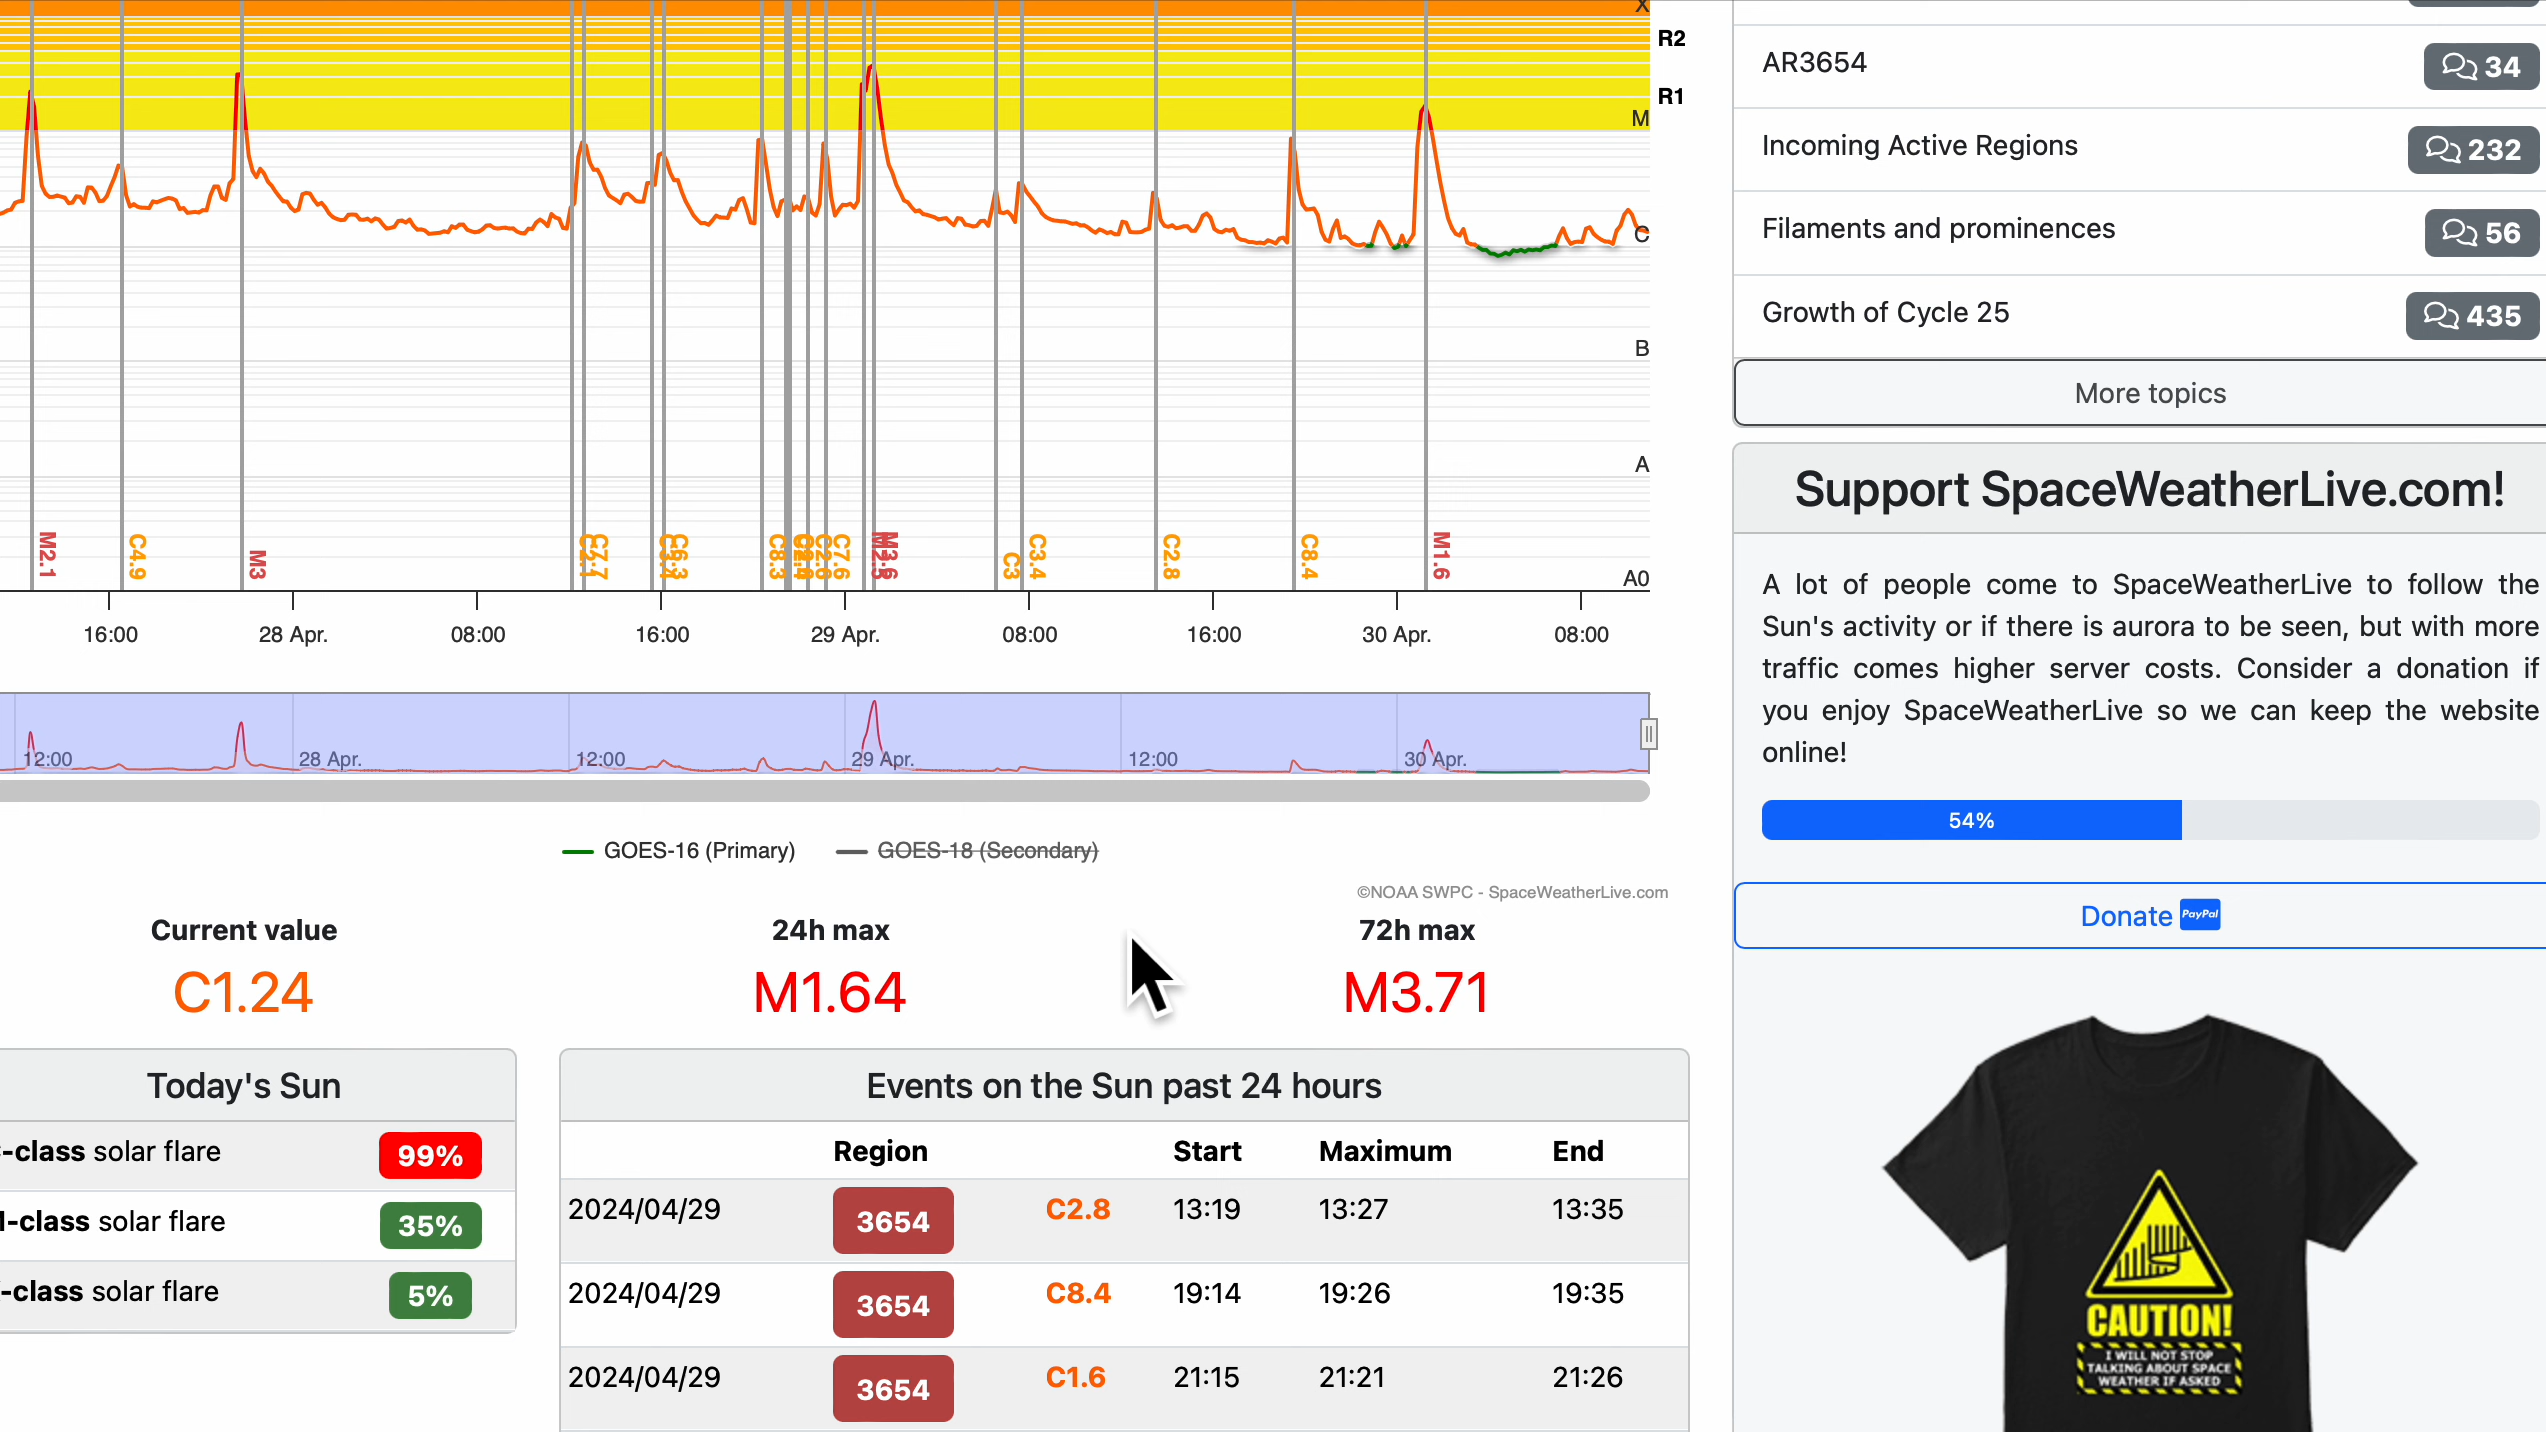 X
R2
R1
M
C
B
A
A0
M2.1
C4.9
M3
C7.7
C6.3
C8.3
C7.6
C3
C3.4
C2.8
C8.4
M1.6
16:00
28 Apr.
08:00
16:00
29 Apr.
08:00
16:00
30 Apr.
08:00
12:00
28 Apr.
12:00
29 Apr.
12:00
30 Apr.
GOES-16 (Primary)
GOES-18 (Secondary)
©NOAA SWPC - SpaceWeatherLive.com
Current value
24h max
72h max
C1.24
M1.64
M3.71
Today's Sun
-class solar flare 99%
-class solar flare 35%
-class solar flare 5%
Events on the Sun past 24 hours
Region Start Maximum End
2024/04/29 3654 C2.8 13:19 13:27 13:35
2024/04/29 3654 C8.4 19:14 19:26 19:35
2024/04/29 3654 C1.6 21:15 21:21 21:26
AR3654 34
Incoming Active Regions 232
Filaments and prominences 56
Growth of Cycle 25 435
More topics
Support SpaceWeatherLive.com!
A lot of people come to SpaceWeatherLive to follow the
Sun's activity or if there is aurora to be seen, but with more
traffic comes higher server costs. Consider a donation if
you enjoy SpaceWeatherLive so we can keep the website
online!
54%
Donate PayPal
CAUTION!
I WILL NOT STOP
TALKING ABOUT SPACE
WEATHER IF ASKED